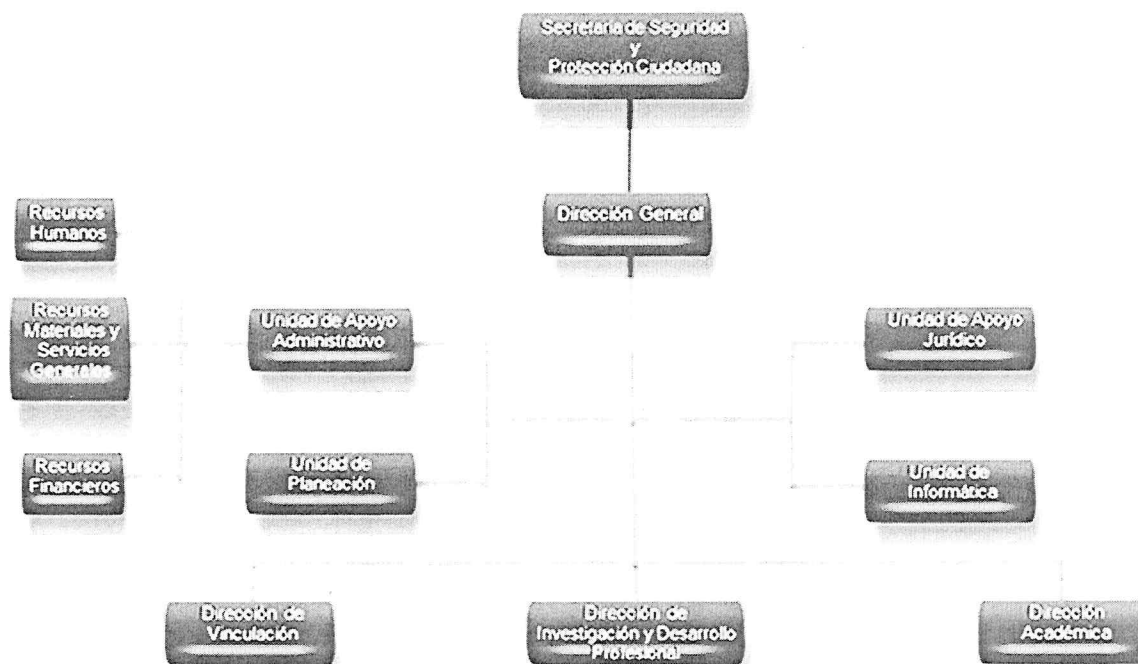 Secretaria de Seguridad
y
Protección Ciudadana
Dirección General
Recursos
Humanos
Recursos
Materiales y
Servicios
Generales
Recursos
Financieros
Unidad de Apoyo
Administrativo
Unidad de
Planeación
Unidad de Apoyo
Jurídico
Unidad de
Informática
Dirección de
Vinculación
Dirección de
Investigación y Desarrollo
Profesional
Dirección
Académica